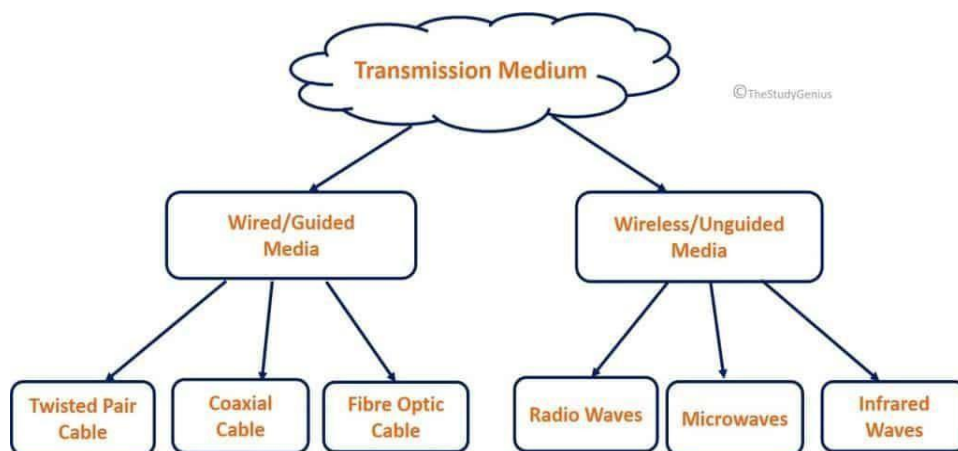 Transmission Medium
©TheStudyGenius
Wired/Guided
Media
Wireless/Unguided
Media
Twisted Pair
Cable
Coaxial
Cable
Fibre Optic
Cable
Radio Waves
Microwaves
Infrared
Waves